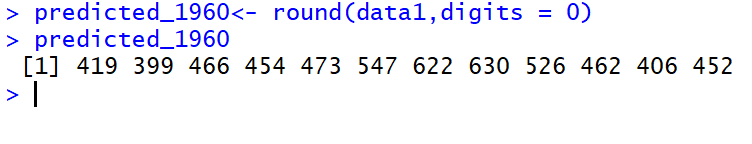 > predicted_1960<- round(data1,digits = 0)
> predicted_1960
[1] 419 399 466 454 473 547 622 630 526 462 406 452
>